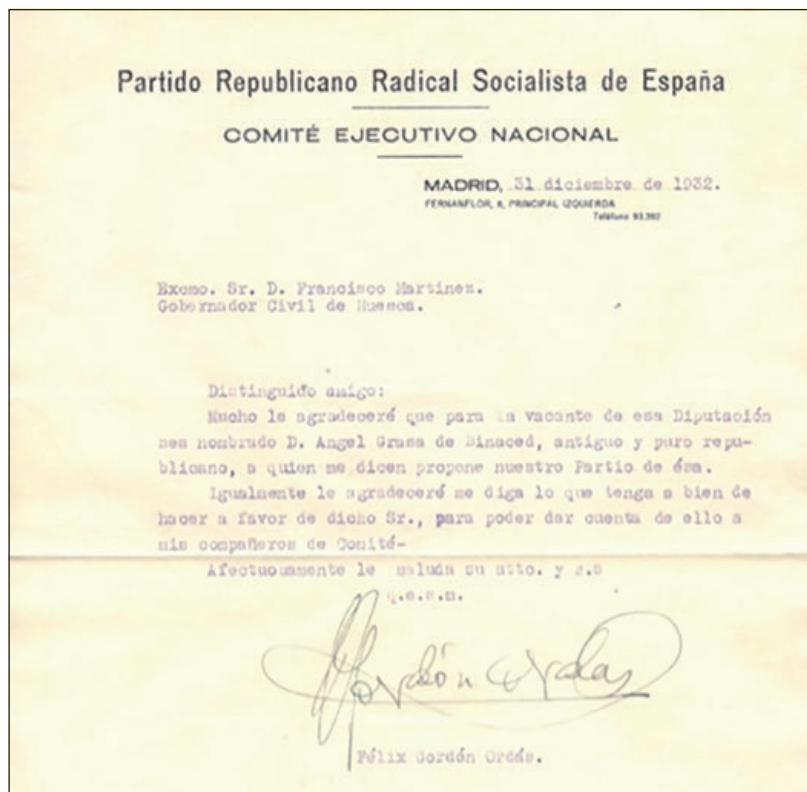 Partido Republicano Radical Socialista de España
COMITÉ EJECUTIVO NACIONAL
MADRID, 31 diciembre de 1932.
FERNANFLOR, 8, PRINCIPAL IZQUIERDA
Teléfono 93.392
Excmo. Sr. D. Francisco Martinez.
Gobernador Civil de Huesca.
Distinguido amigo:
Mucho le agradeceré que para la vacante de esa Diputación
sea nombrado D. Angel Grasa de Binaced, antiguo y puro repu-
blicano, a quien me dicen propone nuestro Partio de ésa.
Igualmente le agradeceré me diga lo que tenga a bien de
hacer a favor de dicho Sr., para poder dar cuenta de ello a
mis compañeros de Comité-
Afectuosamente le saluda su atto. y s.s
q.e.s.m.
Gordón Ordás
Félix Gordón Ordás.